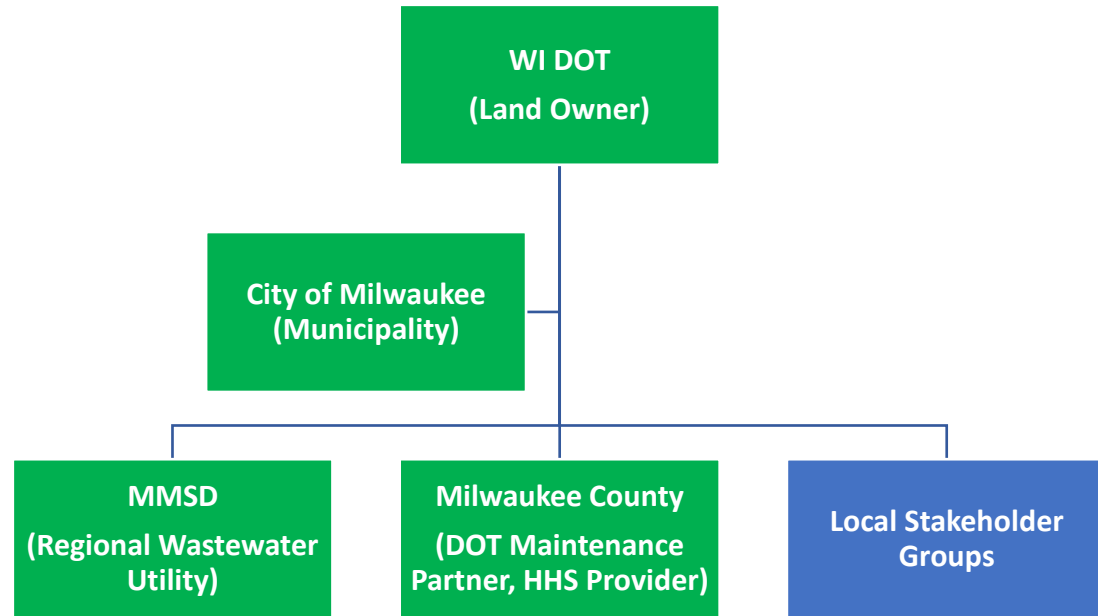 WI DOT
(Land Owner)
City of Milwaukee
(Municipality)
MMSD
(Regional Wastewater
Utility)
Milwaukee County
(DOT Maintenance
Partner, HHS Provider)
Local Stakeholder
Groups